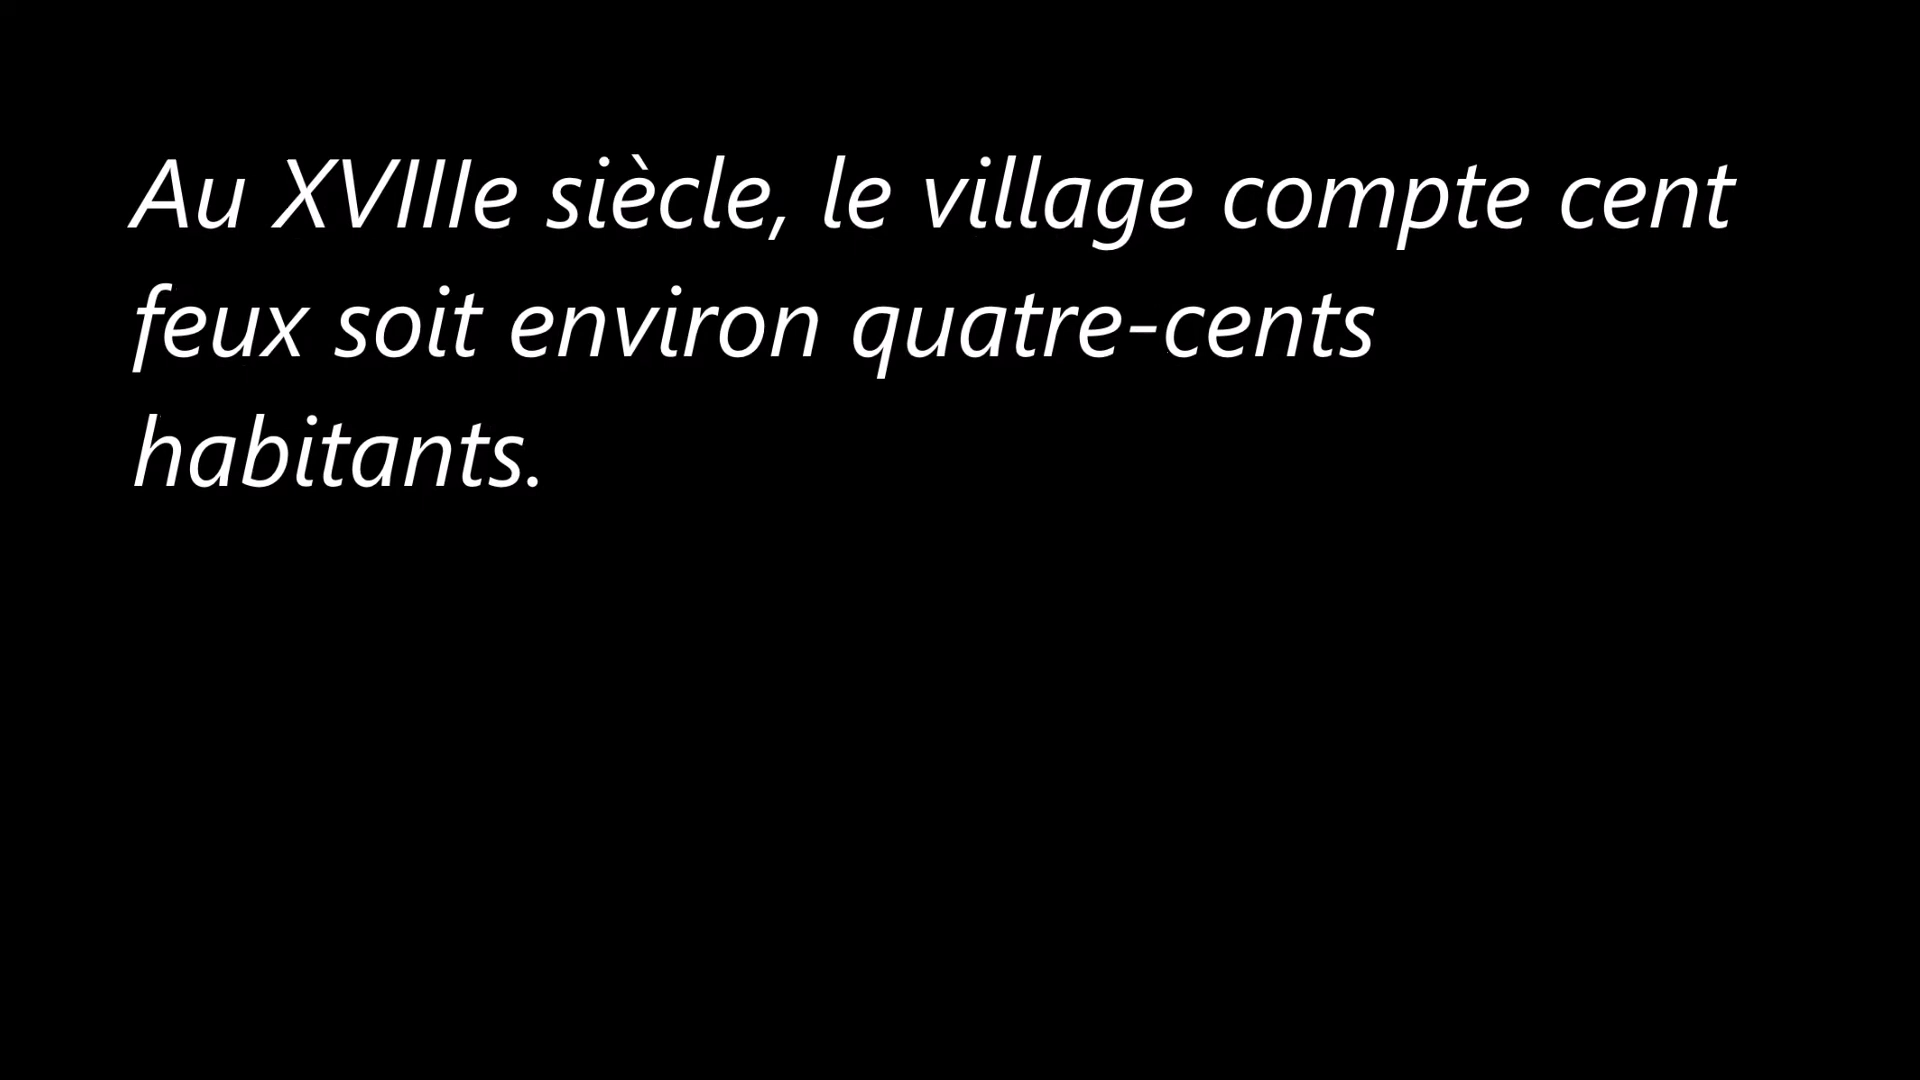 Au XVIIIe siècle, le village compte cent
feux soit environ quatre-cents
habitants.